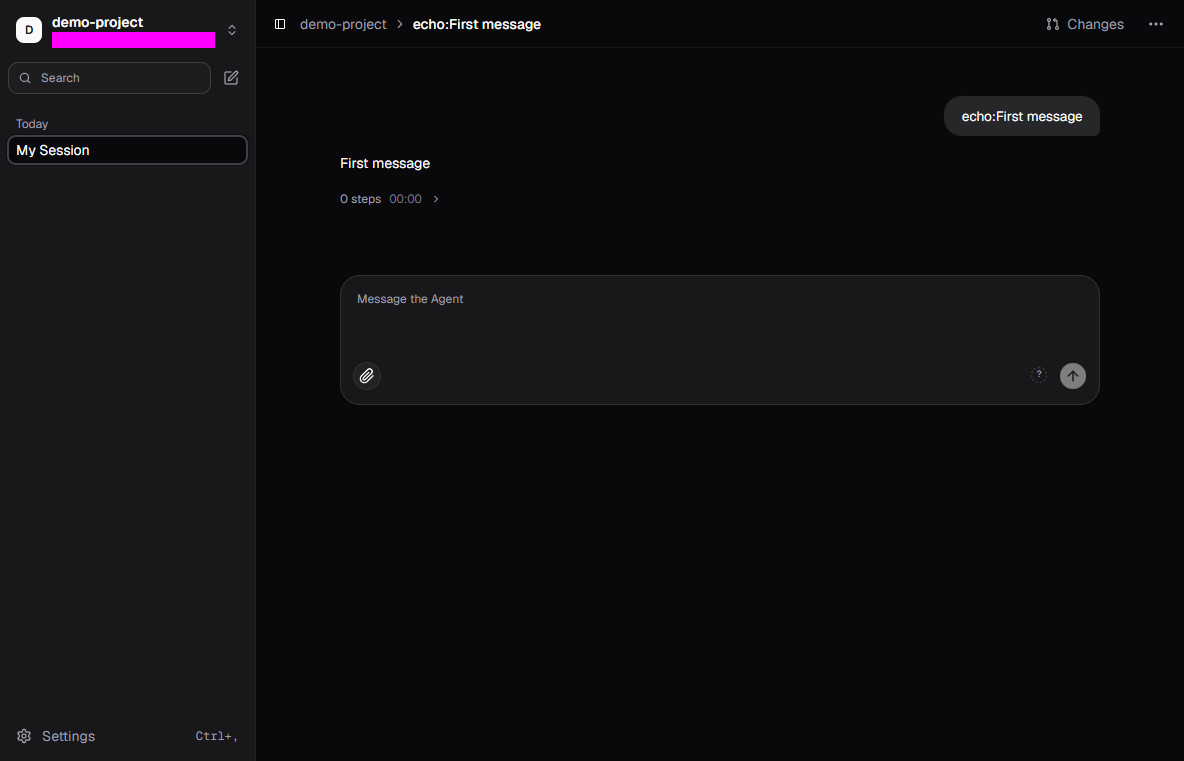 D
demo-project
Search
Today
My Session
Settings
Ctrl+,
demo-project
echo:First message
Changes
echo:First message
First message
0 steps 00:00
Message the Agent
?